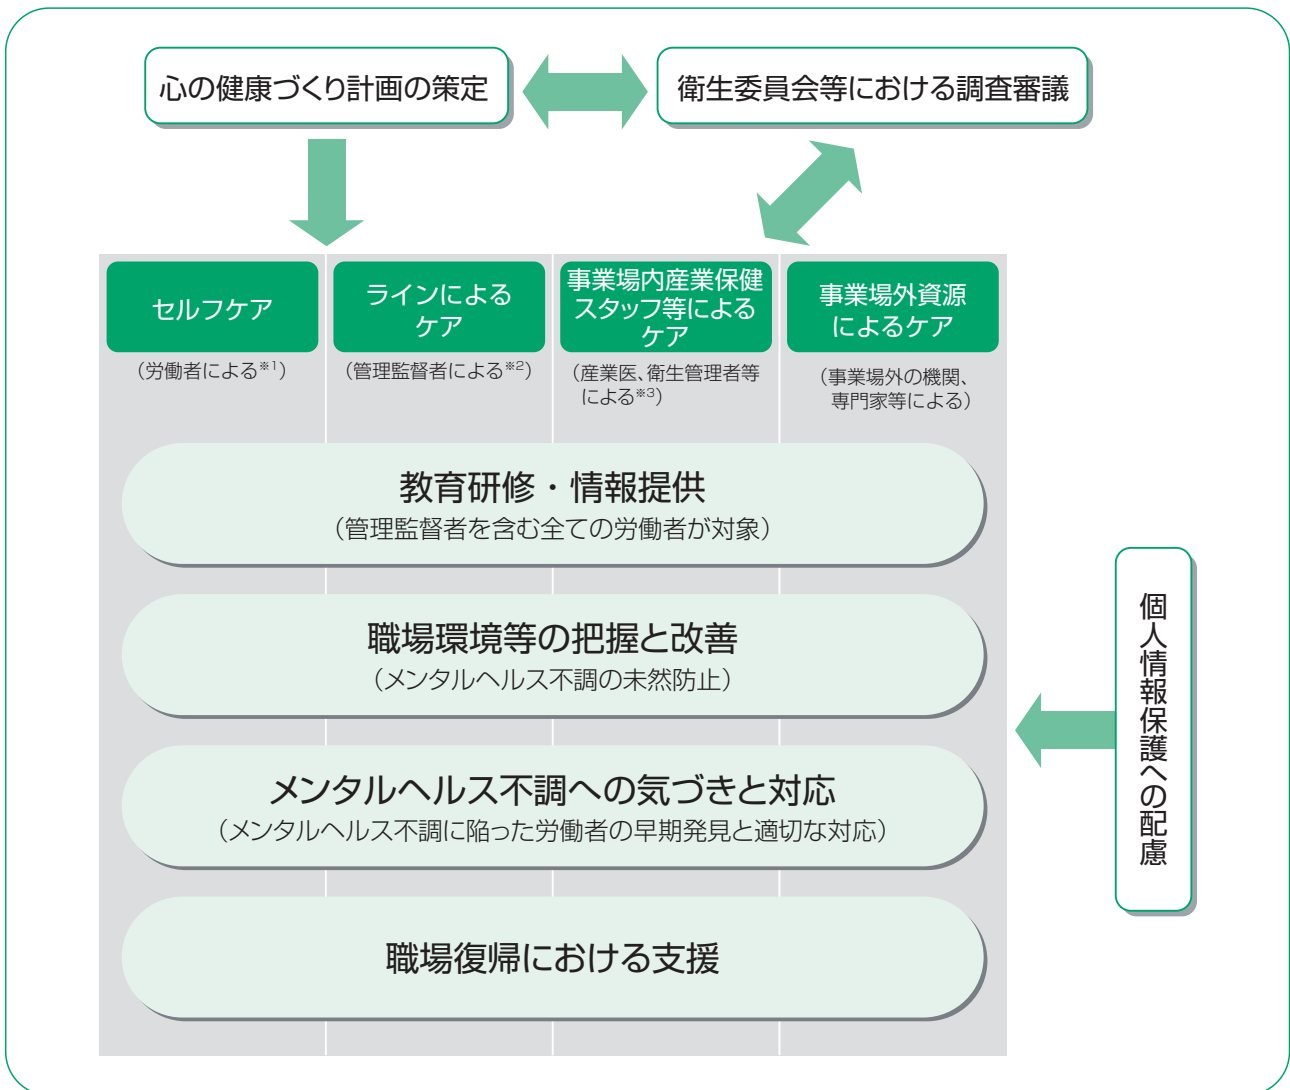 心の健康づくり計画の策定
衛生委員会等における調査審議
セルフケア
(労働者による※1)
ラインによる
ケア
(管理監督者による※2)
事業場内産業保健
スタッフ等による
ケア
(産業医、衛生管理者等
による※3)
事業場外資源
によるケア
(事業場外の機関、
専門家等による)
教育研修・情報提供
(管理監督者を含む全ての労働者が対象)
職場環境等の把握と改善
(メンタルヘルス不調の未然防止)
メンタルヘルス不調への気づきと対応
(メンタルヘルス不調に陥った労働者の早期発見と適切な対応)
職場復帰における支援
個人情報保護への配慮